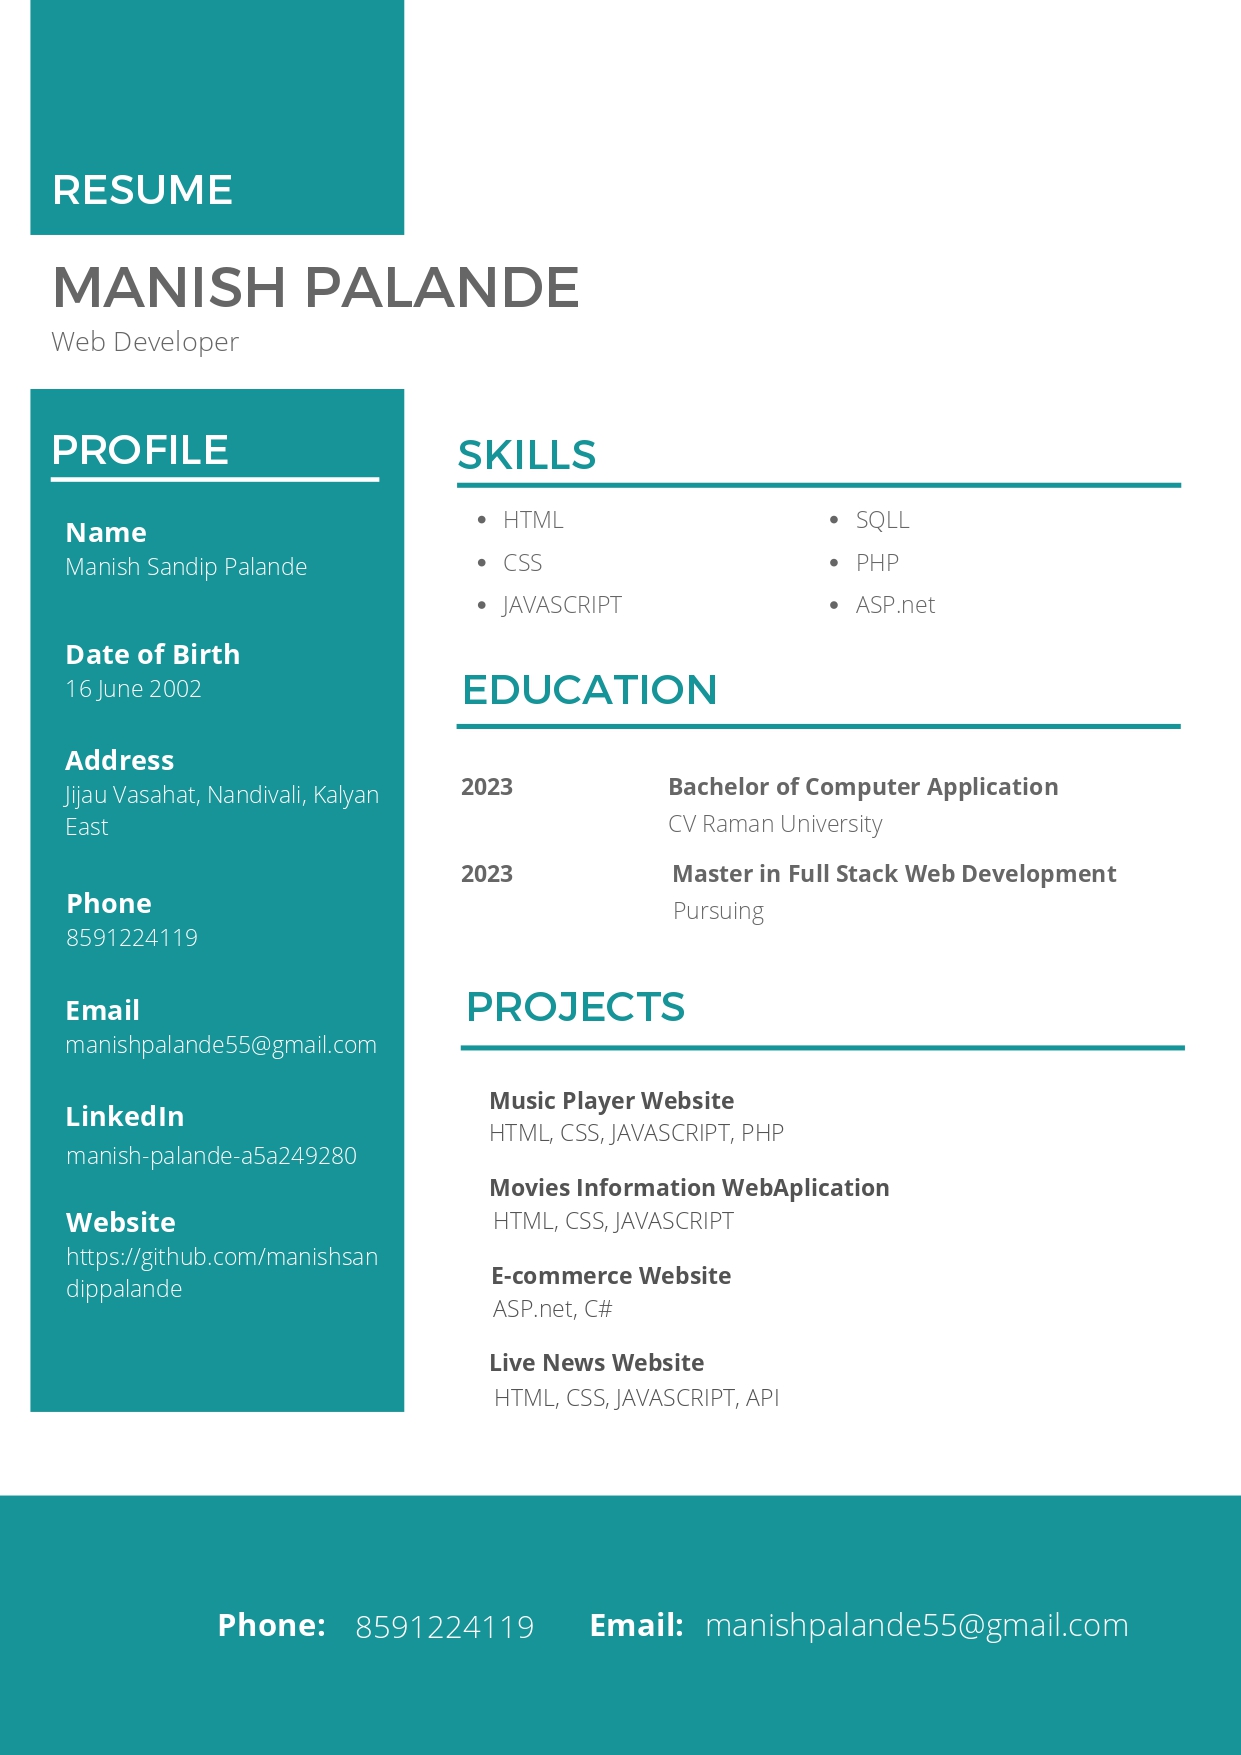 RESUME
MANISH PALANDE
Web Developer
PROFILE
Name
Manish Sandip Palande
Date of Birth
16 June 2002
Address
Jijau Vasahat, Nandivali, Kalyan
East
Phone
8591224119
Email
manishpalande55@gmail.com
LinkedIn
manish-palande-a5a249280
Website
https://github.com/manishsan
dippalande
SKILLS
• HTML
• CSS
• JAVASCRIPT
• SQLL
• PHP
• ASP.net
EDUCATION
2023 Bachelor of Computer Application
CV Raman University
2023 Master in Full Stack Web Development
Pursuing
PROJECTS
Music Player Website
HTML, CSS, JAVASCRIPT, PHP
Movies Information WebAplication
HTML, CSS, JAVASCRIPT
E-commerce Website
ASP.net, C#
Live News Website
HTML, CSS, JAVASCRIPT, API
Phone: 8591224119 Email: manishpalande55@gmail.com